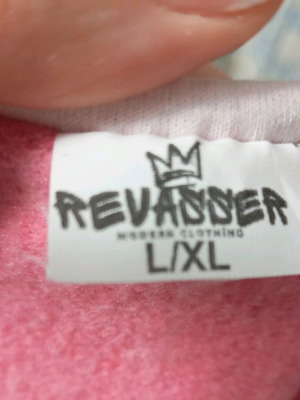 REVASSER
MODERN CLOTHING
L/XL